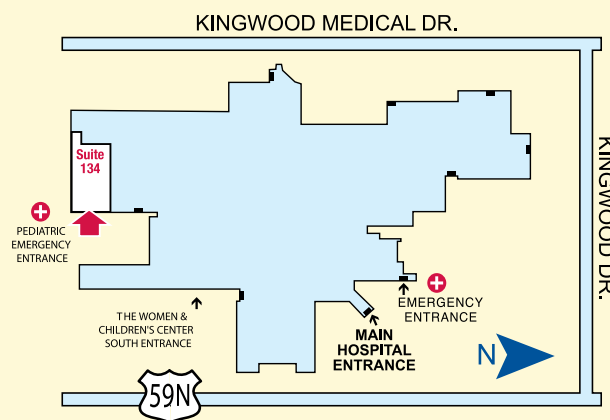 KINGWOOD MEDICAL DR.
KINGWOOD DR.
Suite
134
PEDIATRIC
EMERGENCY
ENTRANCE
THE WOMEN &
CHILDREN'S CENTER
SOUTH ENTRANCE
EMERGENCY
ENTRANCE
MAIN
HOSPITAL
ENTRANCE
N
59N